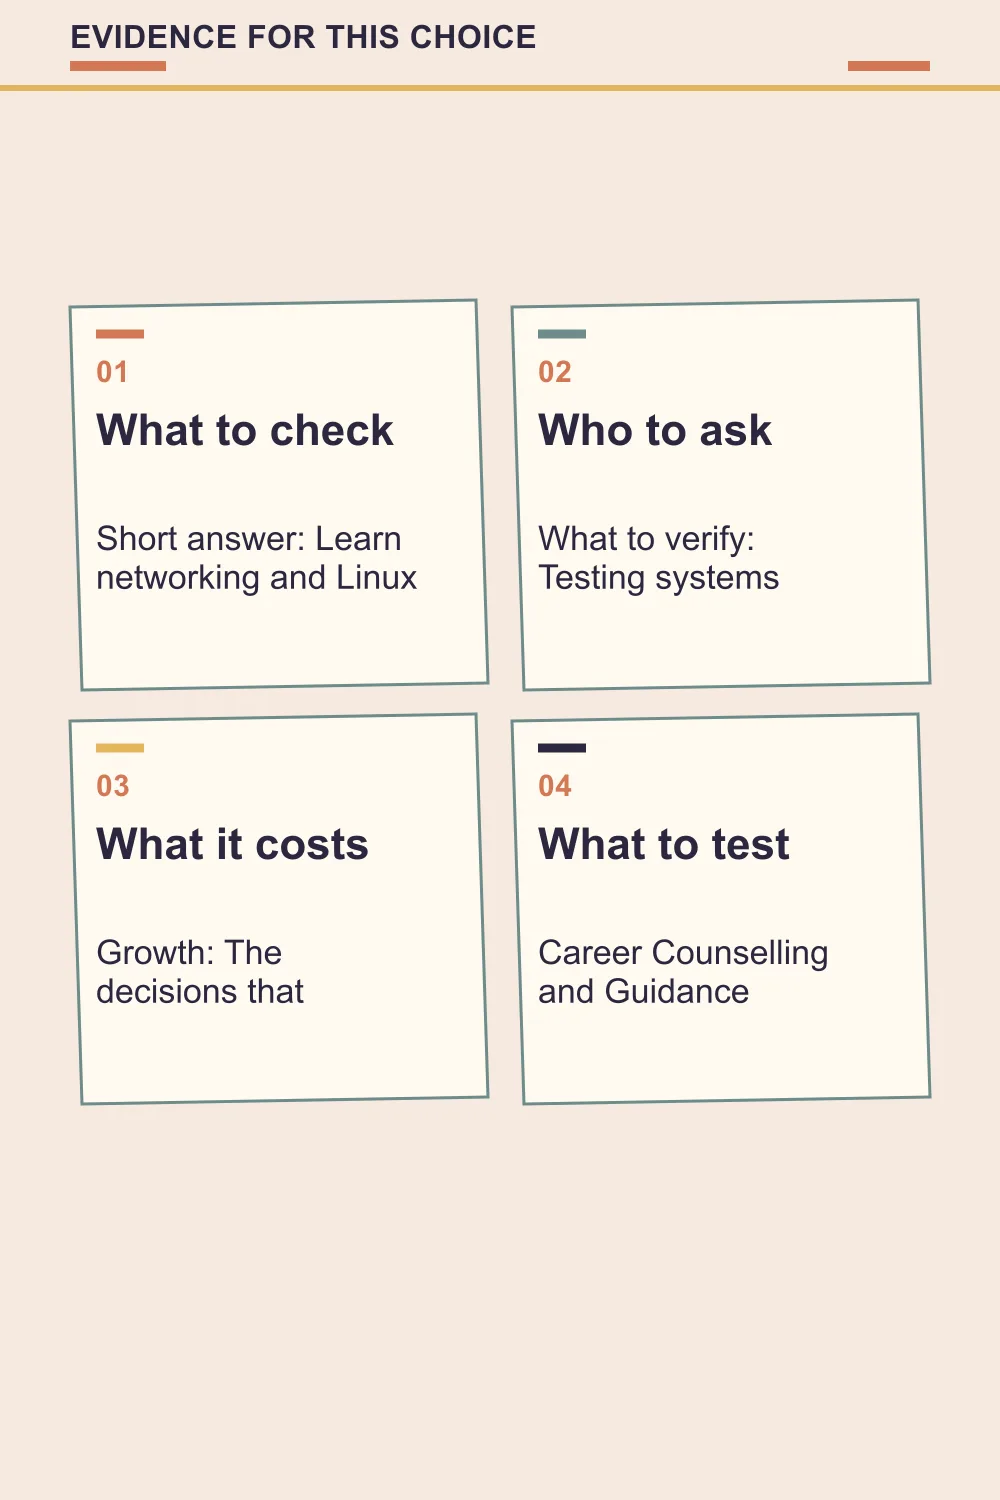 EVIDENCE FOR THIS CHOICE
01
What to check
Short answer: Learn
networking and Linux
02
Who to ask
What to verify:
Testing systems
03
What it costs
Growth: The
decisions that
04
What to test
Career Counselling
and Guidance